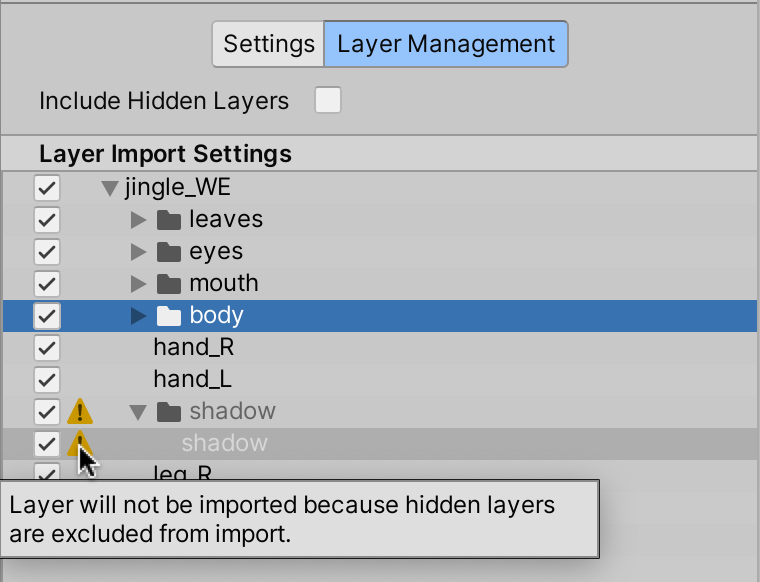 Settings
Layer Management
Include Hidden Layers
Layer Import Settings
jingle_WE
leaves
eyes
mouth
body
hand_R
hand_L
shadow
shadow
leg_R
Layer will not be imported because hidden layers
are excluded from import.